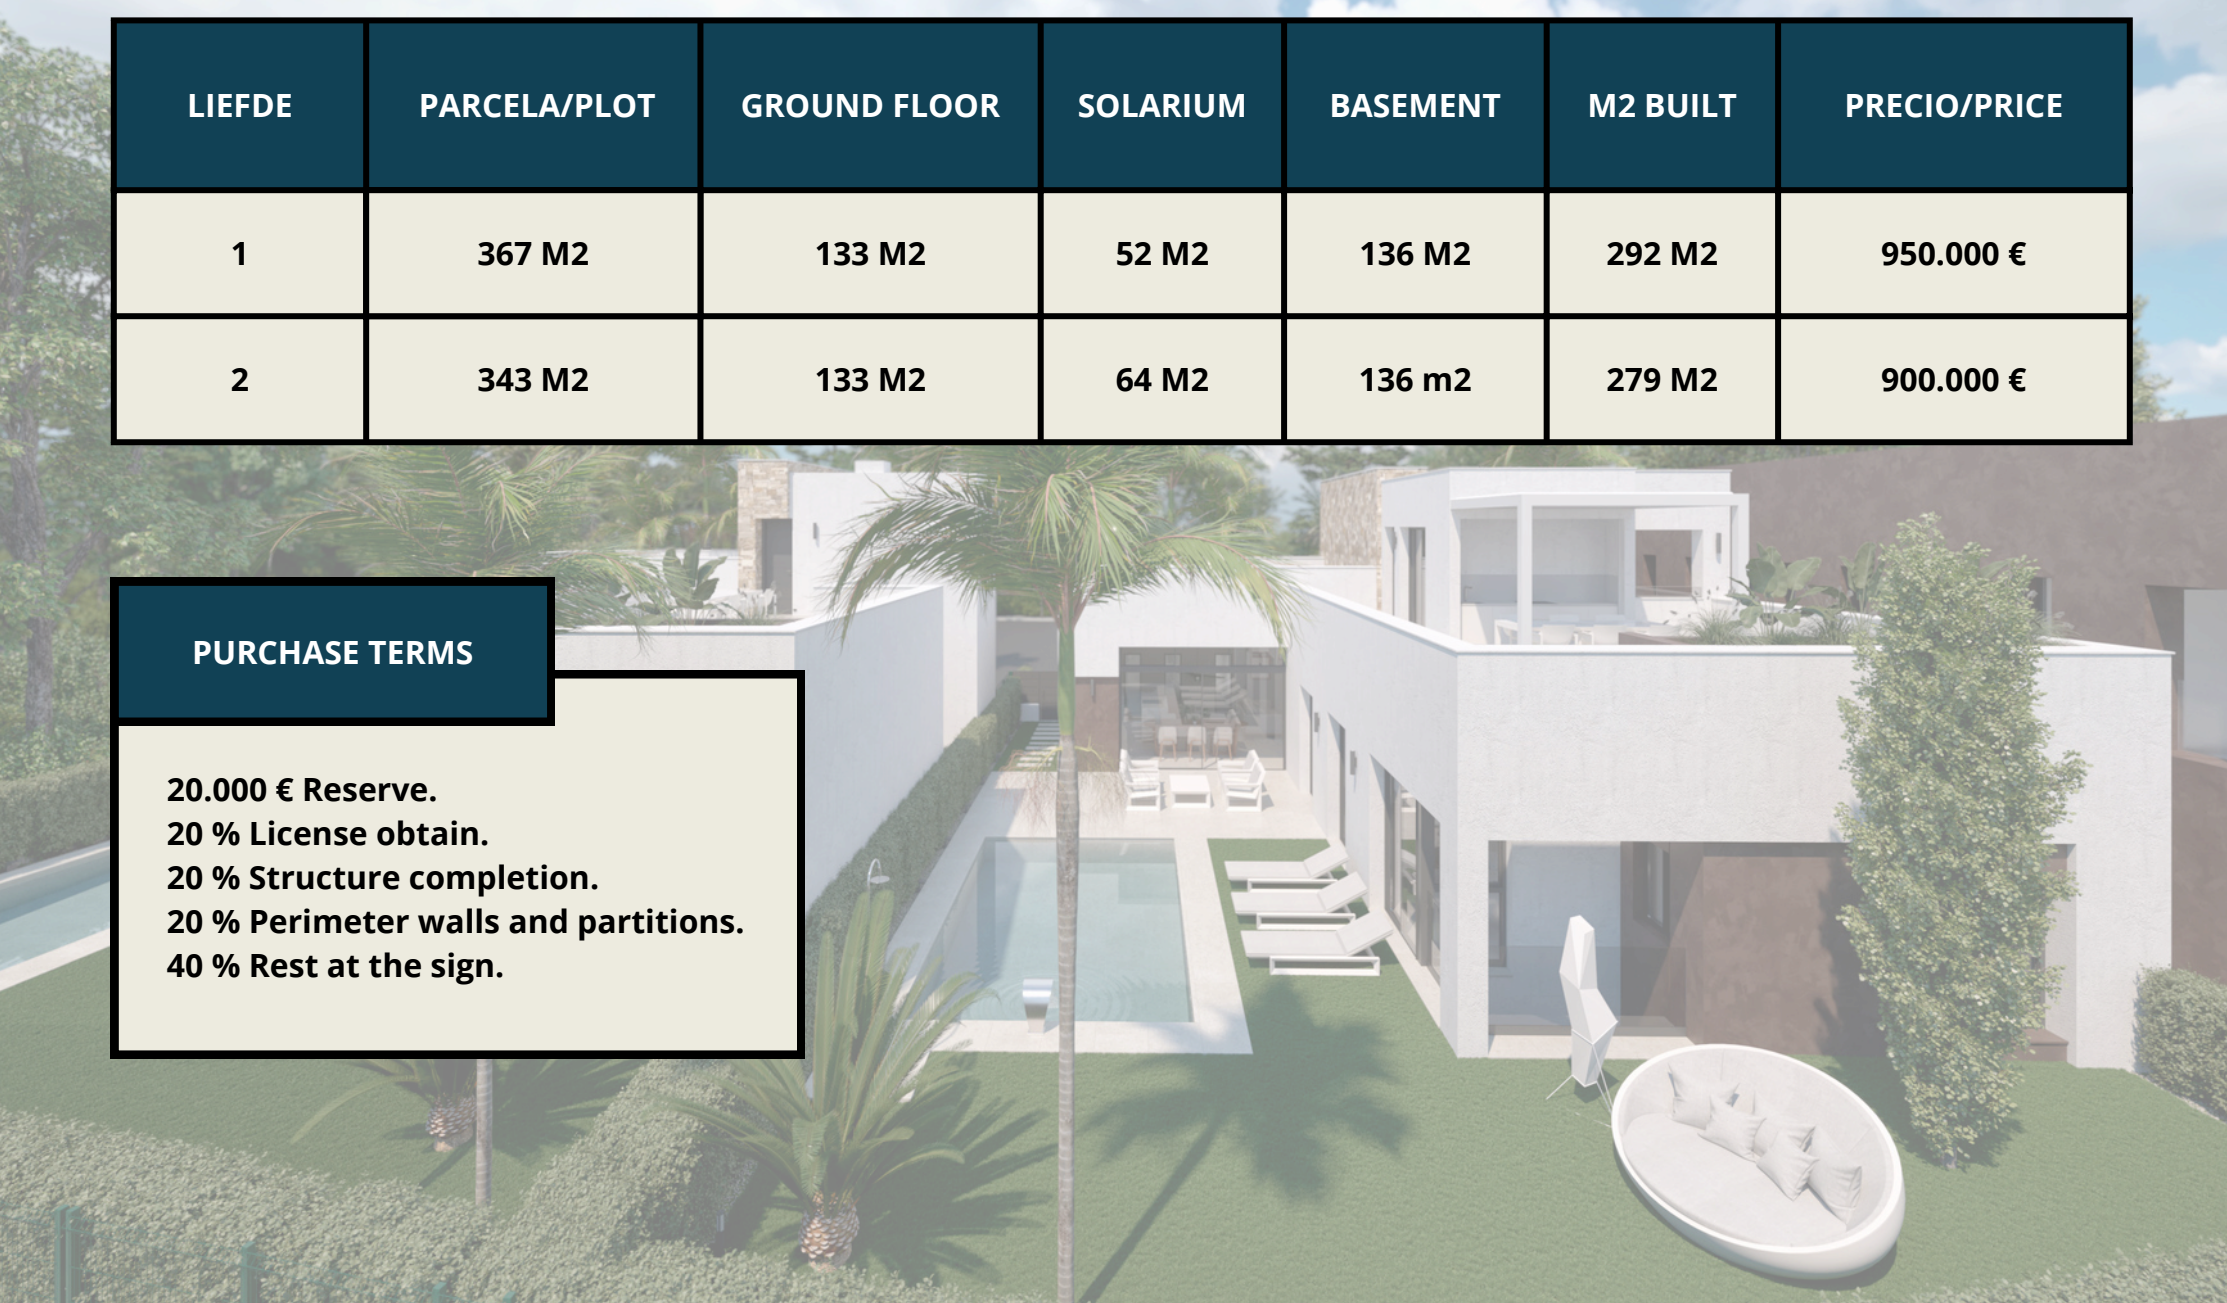 LIEFDE PARCELA/PLOT GROUND FLOOR SOLARIUM BASEMENT M2 BUILT PRECIO/PRICE
1 367 M2 133 M2 52 M2 136 M2 292 M2 950.000 €
2 343 M2 133 M2 64 M2 136 m2 279 M2 900.000 €
PURCHASE TERMS
20.000 € Reserve.
20 % License obtain.
20 % Structure completion.
20 % Perimeter walls and partitions.
40 % Rest at the sign.